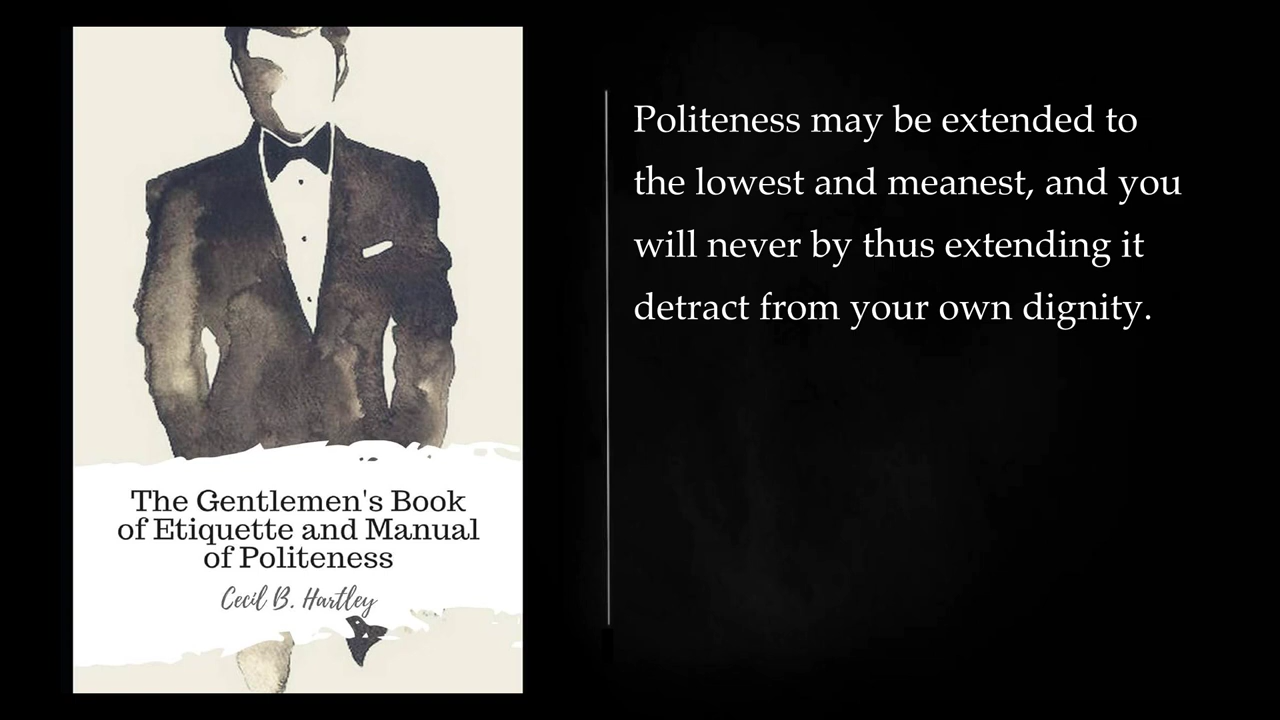 The Gentlemen's Book
of Etiquette and Manual
of Politeness
Cecil B. Hartley
Politeness may be extended to
the lowest and meanest, and you
will never by thus extending it
detract from your own dignity.